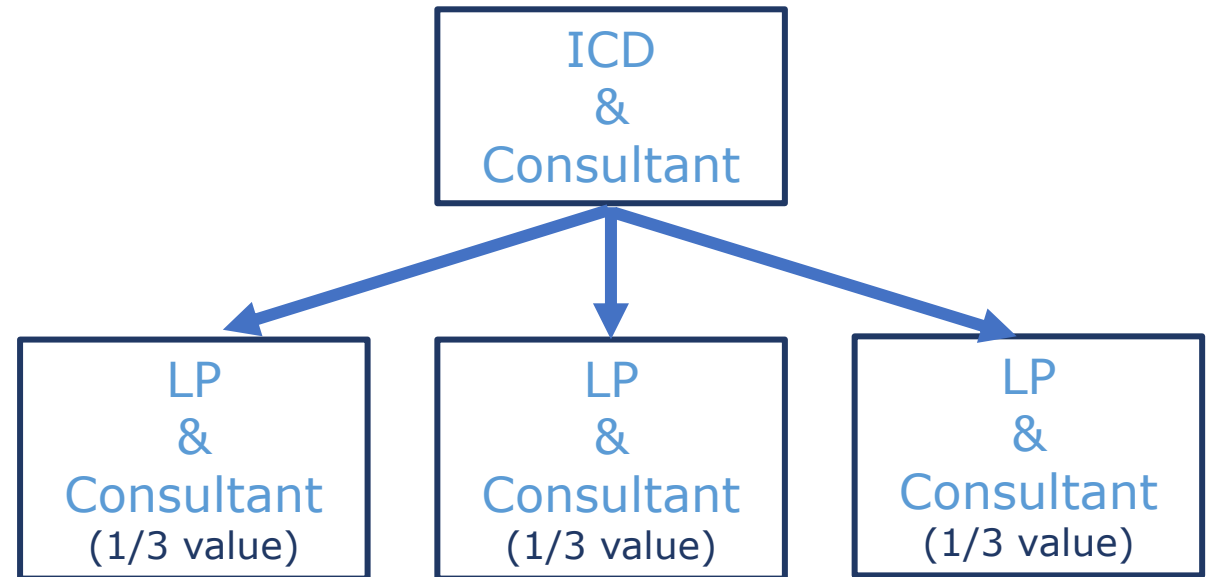 ICD
&
Consultant
LP
&
Consultant
(1/3 value)
LP
&
Consultant
(1/3 value)
LP
&
Consultant
(1/3 value)